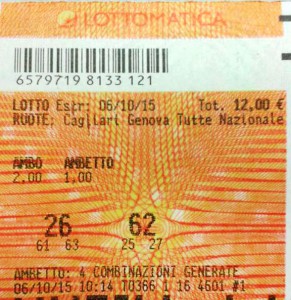 LOTTOMATICA
6579719 8133 121
LOTTO Estr: 06/10/15 Tot. 12,00 €
RUOTE: Cagliari Genova Tutte Nazionale
AMBO AMBETTO
2,00 1,00
26 62
61 63 25 27
AMBETTO: 4 COMBINAZIONI GENERATE
06/10/15 10:14 70386 1 16 4601 #1